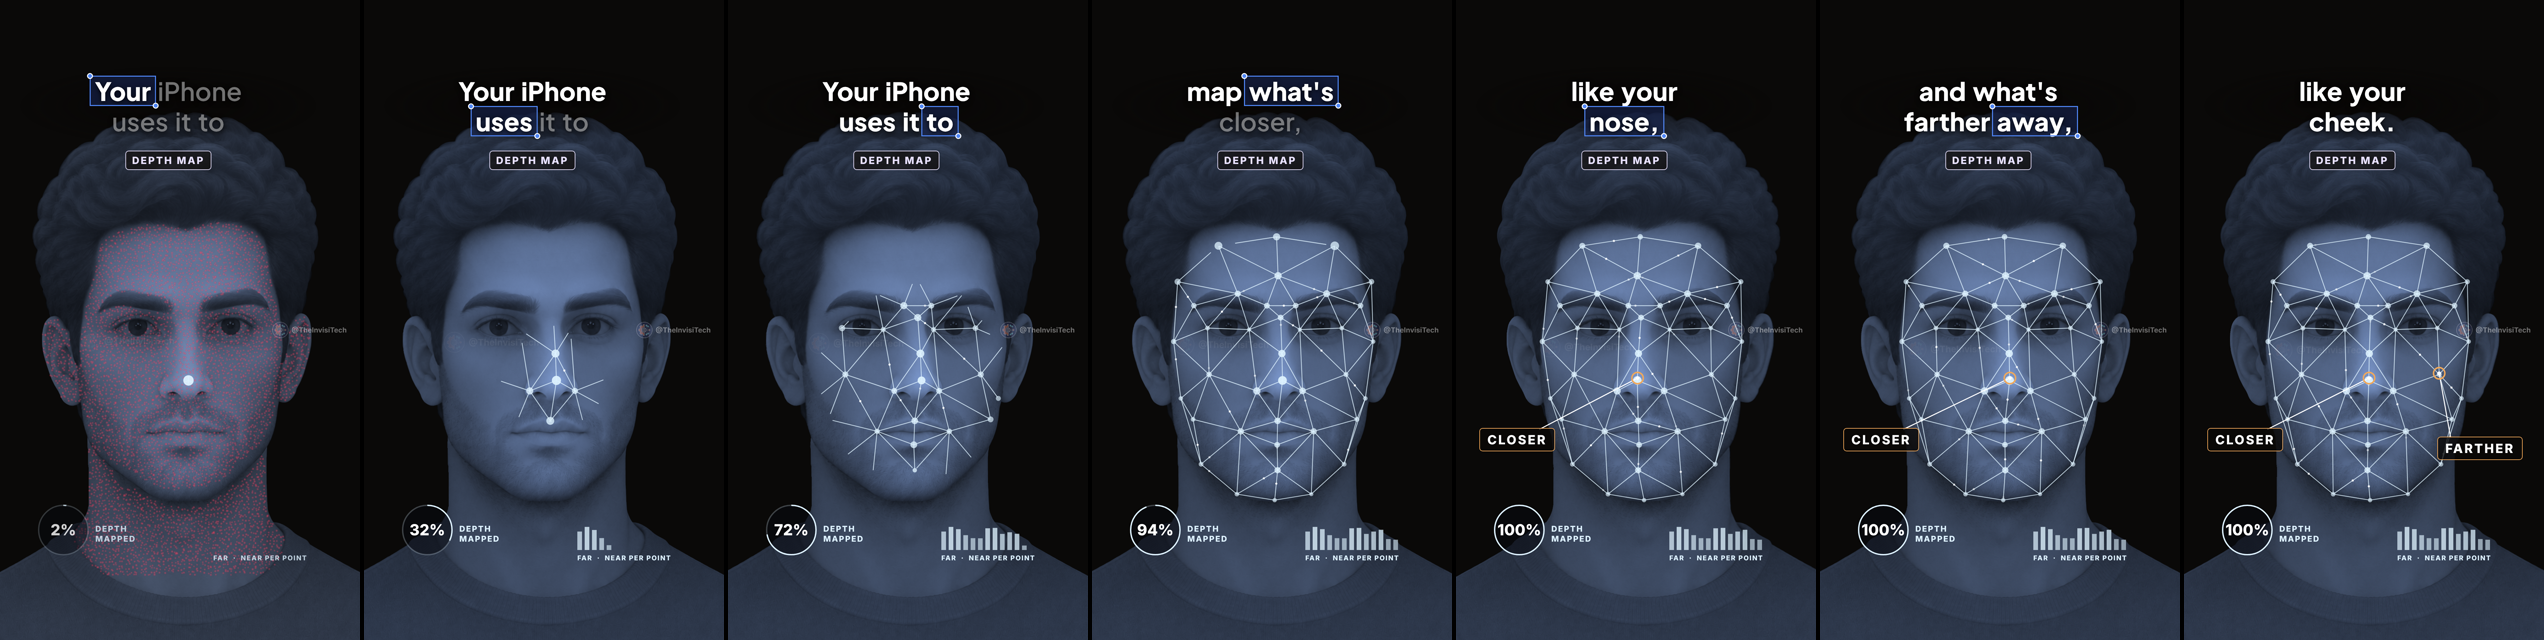 Your iPhone
uses it to
DEPTH MAP
@TheInvisiTech
2%
DEPTH
MAPPED
FAR · NEAR PER POINT
Your iPhone
uses it to
DEPTH MAP
@TheInvisiTech
32%
DEPTH
MAPPED
FAR · NEAR PER POINT
Your iPhone
uses it to
DEPTH MAP
@TheInvisiTech
72%
DEPTH
MAPPED
FAR · NEAR PER POINT
map what's
closer,
DEPTH MAP
@TheInvisiTech
94%
DEPTH
MAPPED
FAR · NEAR PER POINT
like your
nose,
DEPTH MAP
@TheInvisiTech
CLOSER
100%
DEPTH
MAPPED
FAR · NEAR PER POINT
and what's
farther away,
DEPTH MAP
@TheInvisiTech
CLOSER
100%
DEPTH
MAPPED
FAR · NEAR PER POINT
like your
cheek.
DEPTH MAP
@TheInvisiTech
CLOSER
FARTHER
100%
DEPTH
MAPPED
FAR · NEAR PER POINT